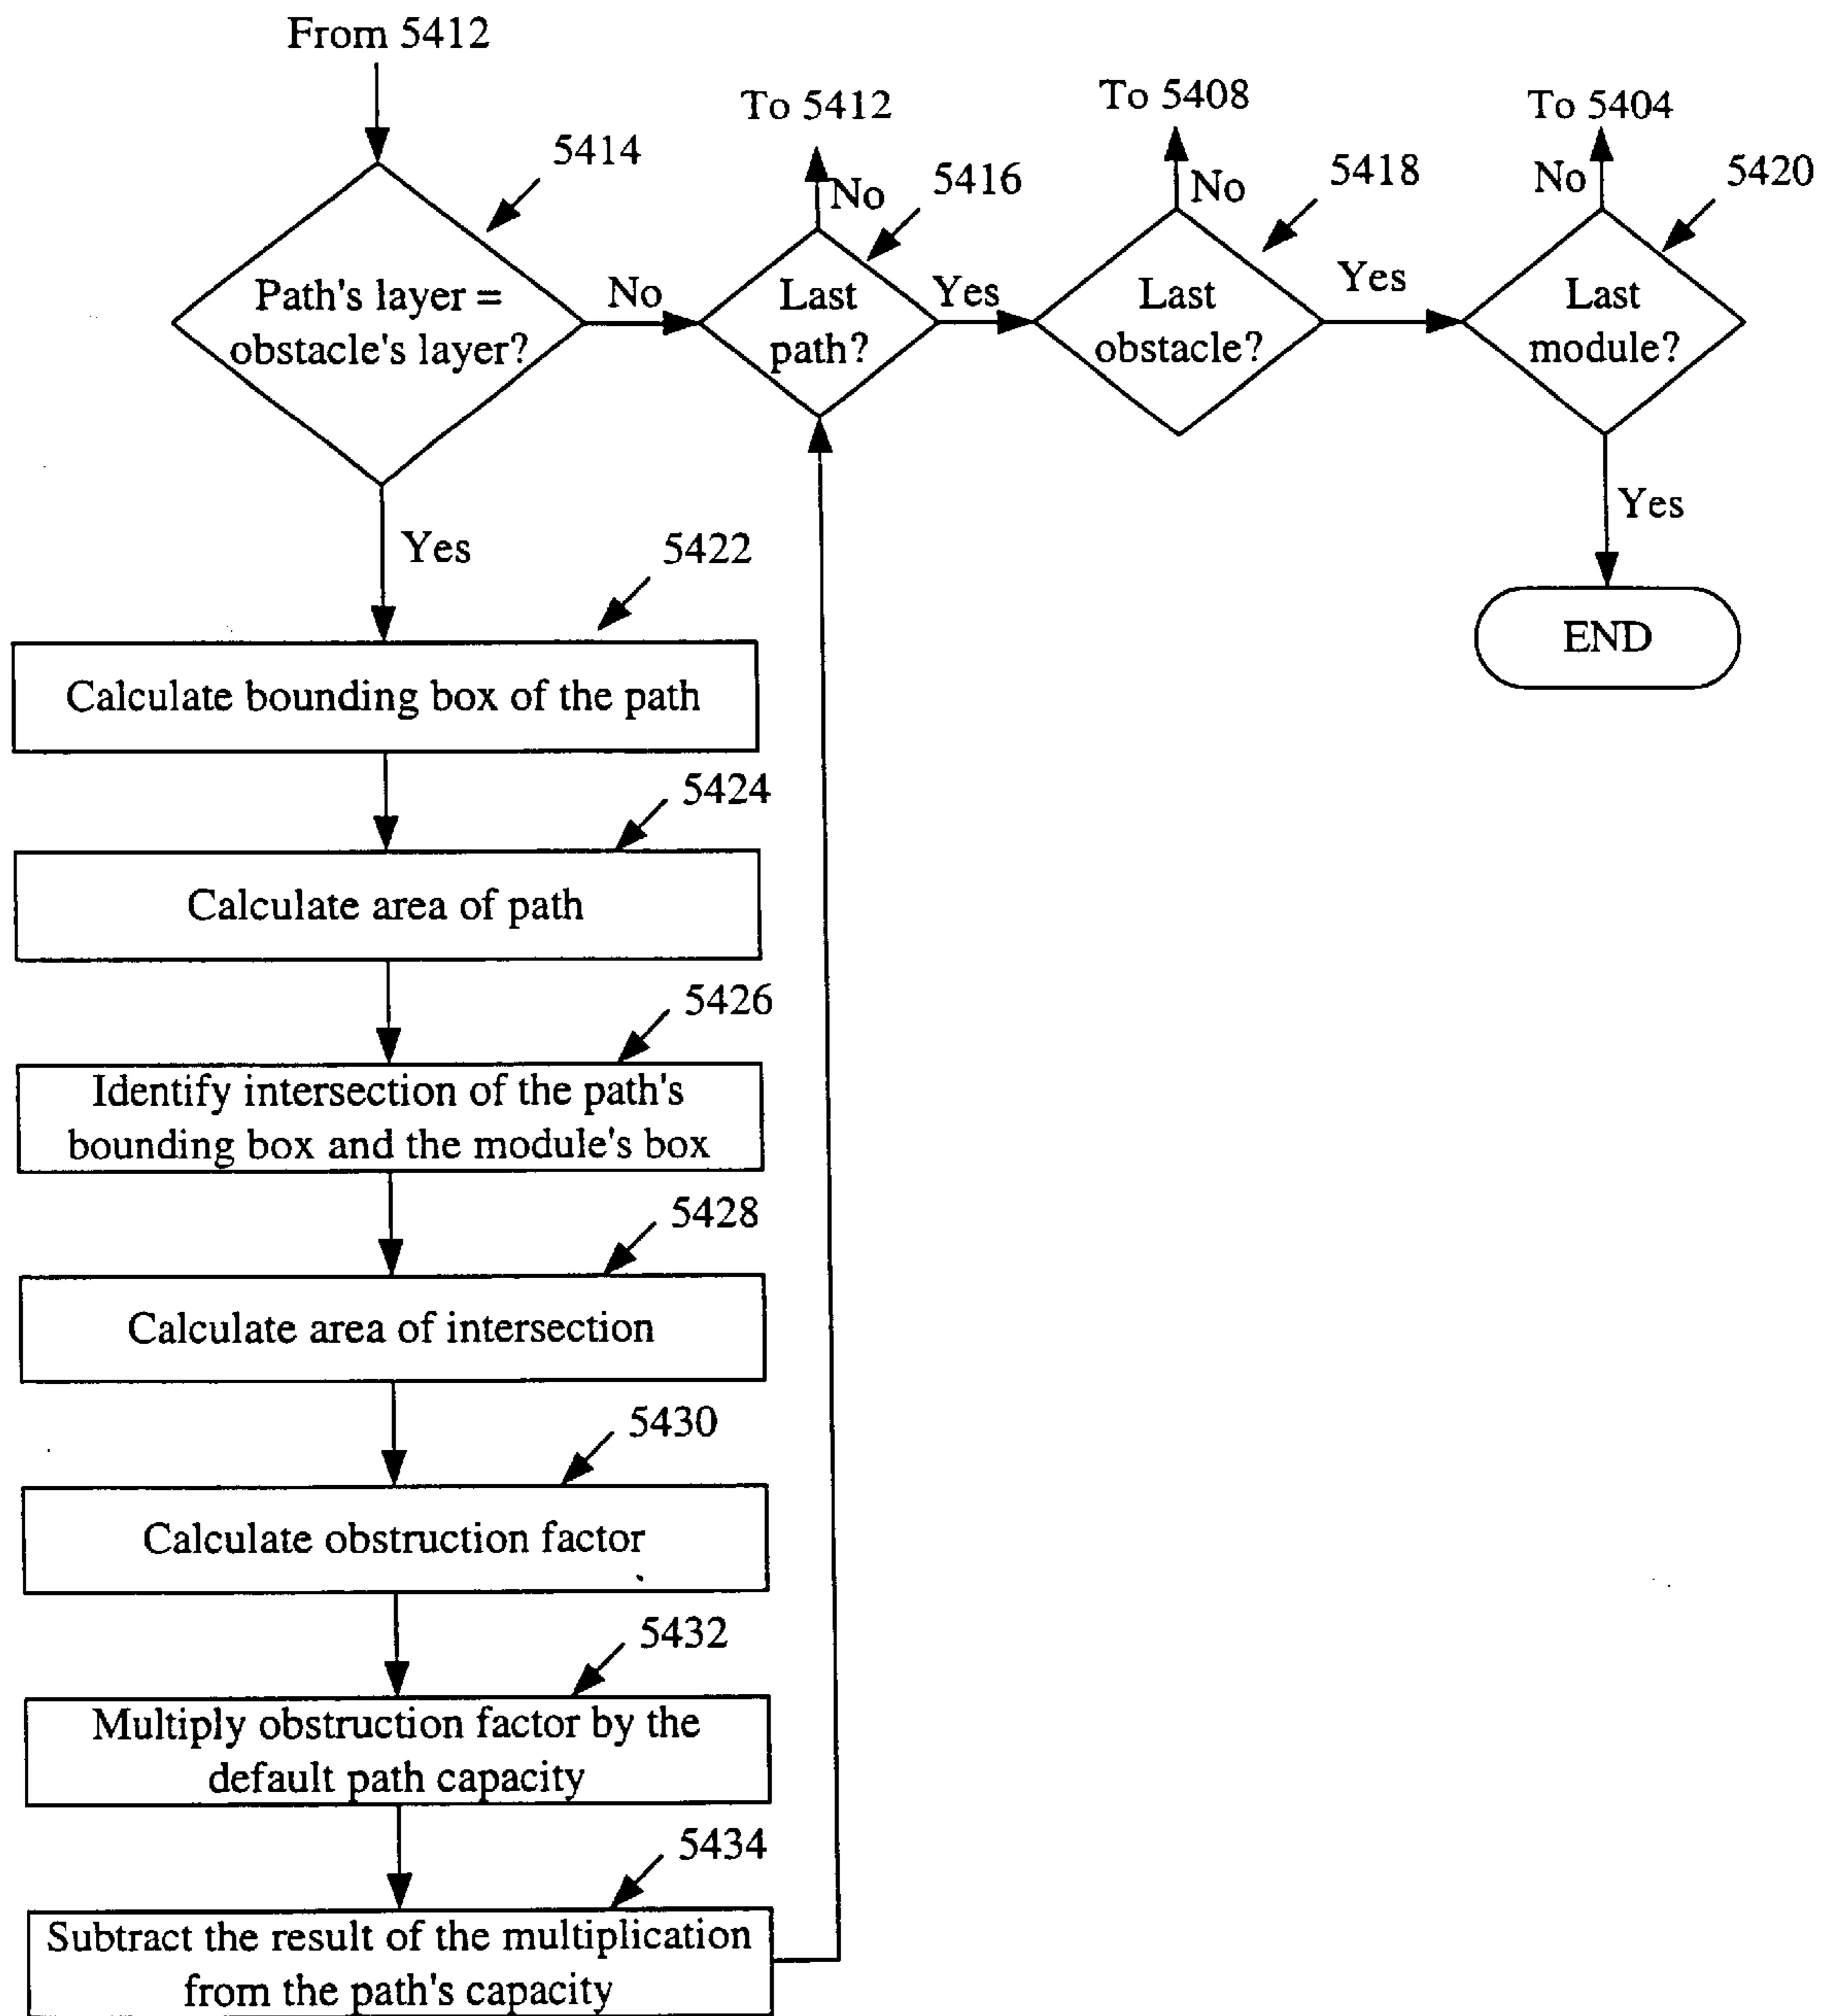 From 5412
To 5412
To 5408
To 5404
5414
No
5416
No
5418
No
5420
Path's layer =
obstacle's layer?
No
Last
path?
Yes
Last
obstacle?
Yes
Last
module?
Yes
Yes
END
5422
Calculate bounding box of the path
5424
Calculate area of path
5426
Identify intersection of the path's
bounding box and the module's box
5428
Calculate area of intersection
5430
Calculate obstruction factor
5432
Multiply obstruction factor by the
default path capacity
5434
Subtract the result of the multiplication
from the path's capacity